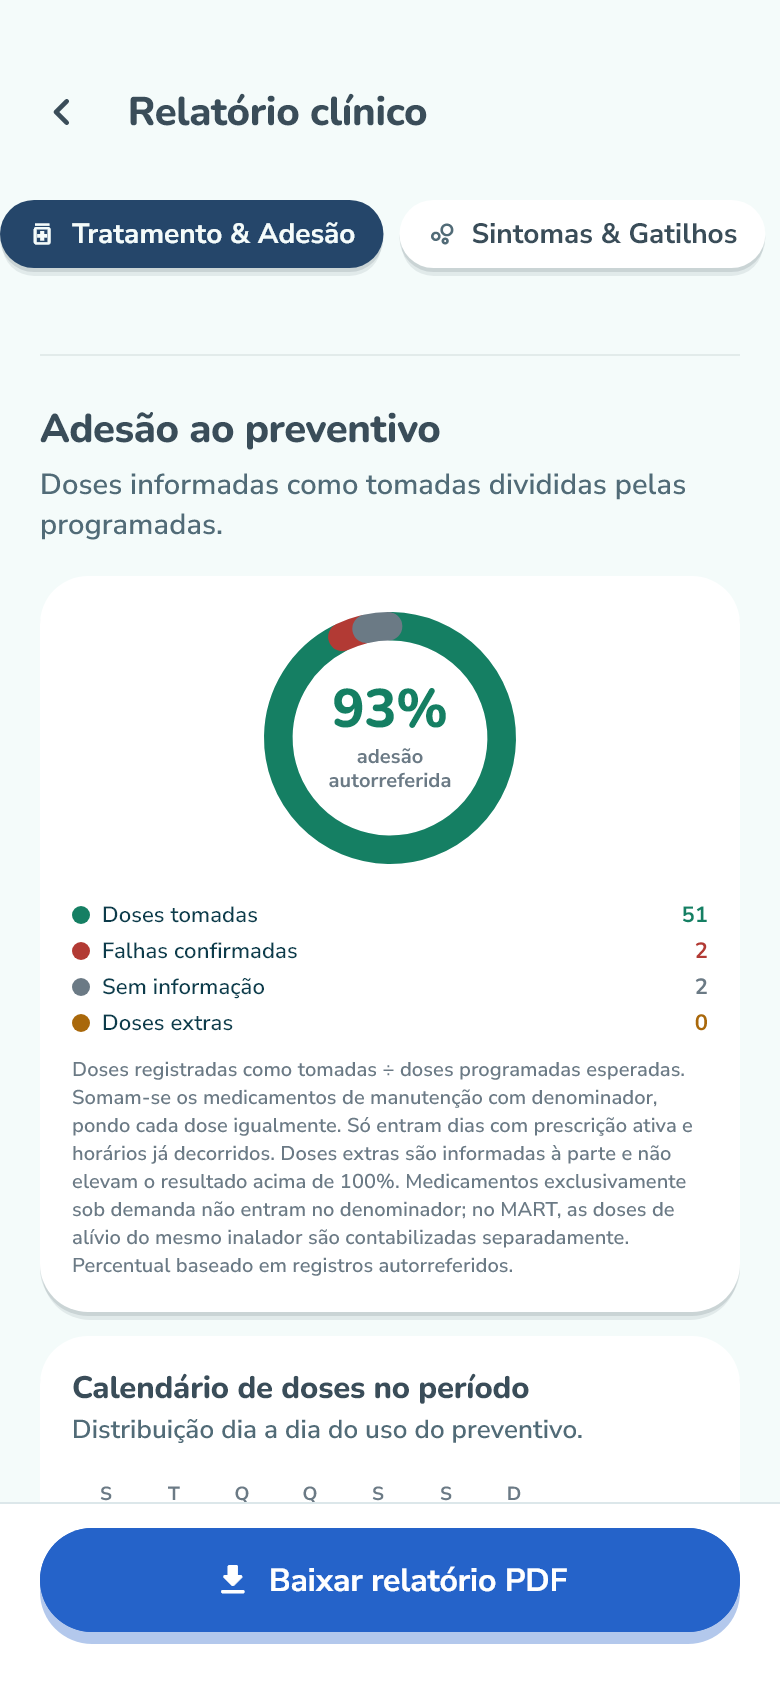 Relatório clínico
Tratamento & Adesão
Sintomas & Gatilhos
Adesão ao preventivo
Doses informadas como tomadas divididas pelas
programadas.
93%
adesão
autorreferida
Doses tomadas 51
Falhas confirmadas 2
Sem informação 2
Doses extras 0
Doses registradas como tomadas ÷ doses programadas esperadas.
Somam-se os medicamentos de manutenção com denominador,
pondo cada dose igualmente. Só entram dias com prescrição ativa e
horários já decorridos. Doses extras são informadas à parte e não
elevam o resultado acima de 100%. Medicamentos exclusivamente
sob demanda não entram no denominador; no MART, as doses de
alívio do mesmo inalador são contabilizadas separadamente.
Percentual baseado em registros autorreferidos.
Calendário de doses no período
Distribuição dia a dia do uso do preventivo.
S T Q Q S S D
Baixar relatório PDF